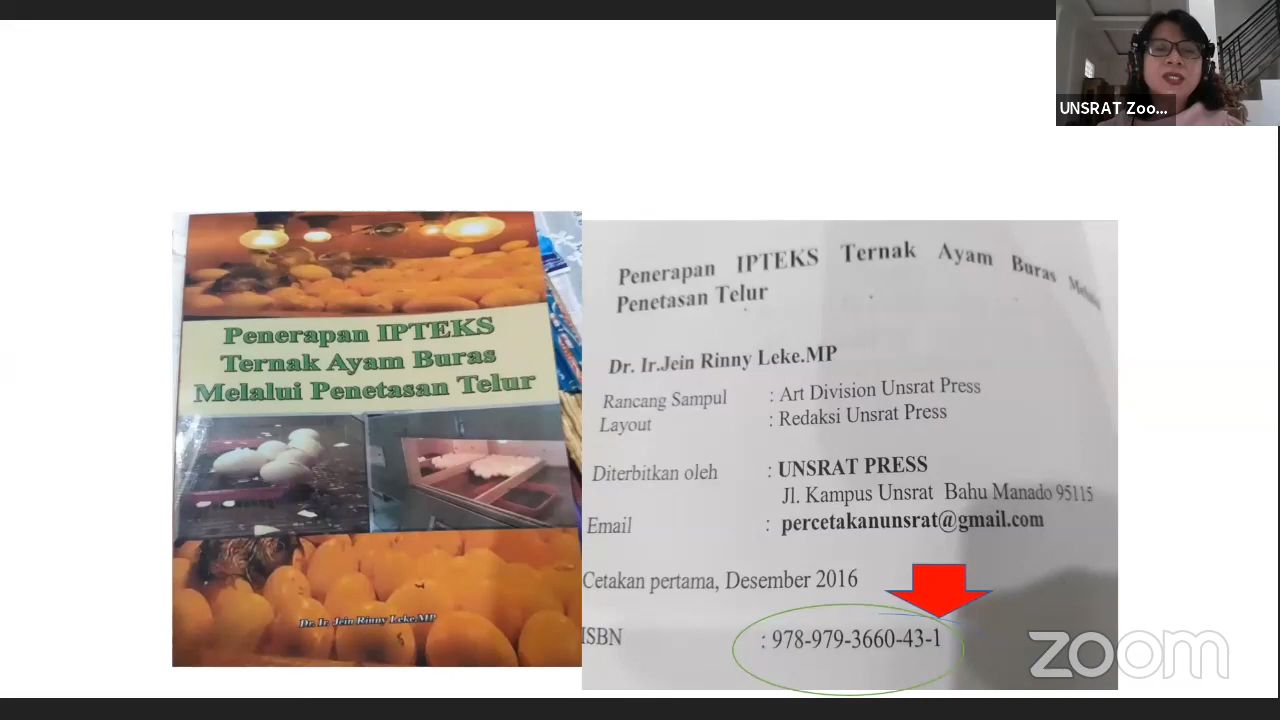 UNSRAT Zoo...
Penerapan IPTEKS
Ternak Ayam Buras
Melalui Penetasan Telur
Dr. Ir. Jein Rinny Leke.MP
Penerapan IPTEKS Ternak Ayam Buras Melalui
Penetasan Telur
Dr. Ir.Jein Rinny Leke.MP
Rancang Sampul : Art Division Unsrat Press
Layout : Redaksi Unsrat Press
Diterbitkan oleh : UNSRAT PRESS
Jl. Kampus Unsrat Bahu Manado 95115
Email : percetakanunsrat@gmail.com
Cetakan pertama, Desember 2016
ISBN : 978-979-3660-43-1
zoom